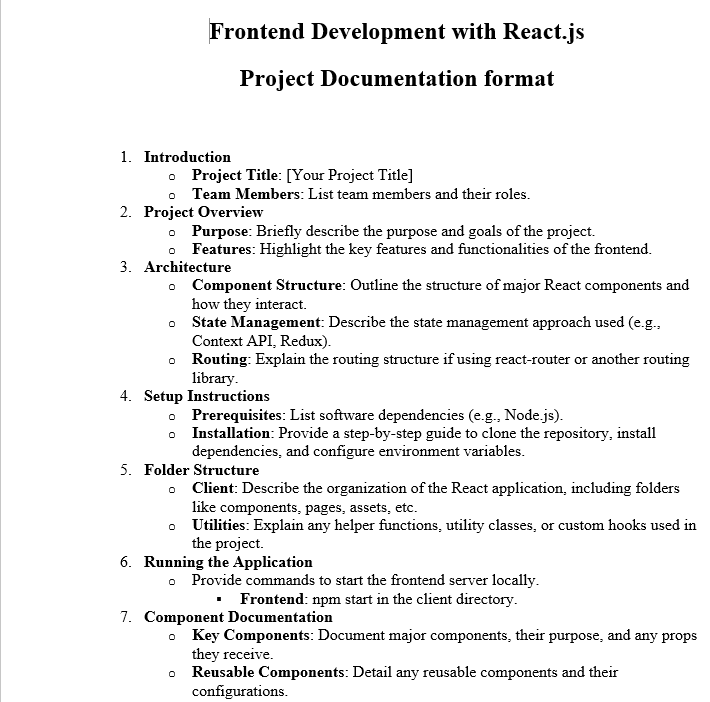 Frontend Development with React.js
Project Documentation format
1. Introduction
o Project Title: [Your Project Title]
o Team Members: List team members and their roles.
2. Project Overview
o Purpose: Briefly describe the purpose and goals of the project.
o Features: Highlight the key features and functionalities of the frontend.
3. Architecture
o Component Structure: Outline the structure of major React components and
how they interact.
o State Management: Describe the state management approach used (e.g.,
Context API, Redux).
o Routing: Explain the routing structure if using react-router or another routing
library.
4. Setup Instructions
o Prerequisites: List software dependencies (e.g., Node.js).
o Installation: Provide a step-by-step guide to clone the repository, install
dependencies, and configure environment variables.
5. Folder Structure
o Client: Describe the organization of the React application, including folders
like components, pages, assets, etc.
o Utilities: Explain any helper functions, utility classes, or custom hooks used in
the project.
6. Running the Application
o Provide commands to start the frontend server locally.
▪ Frontend: npm start in the client directory.
7. Component Documentation
o Key Components: Document major components, their purpose, and any props
they receive.
o Reusable Components: Detail any reusable components and their
configurations.